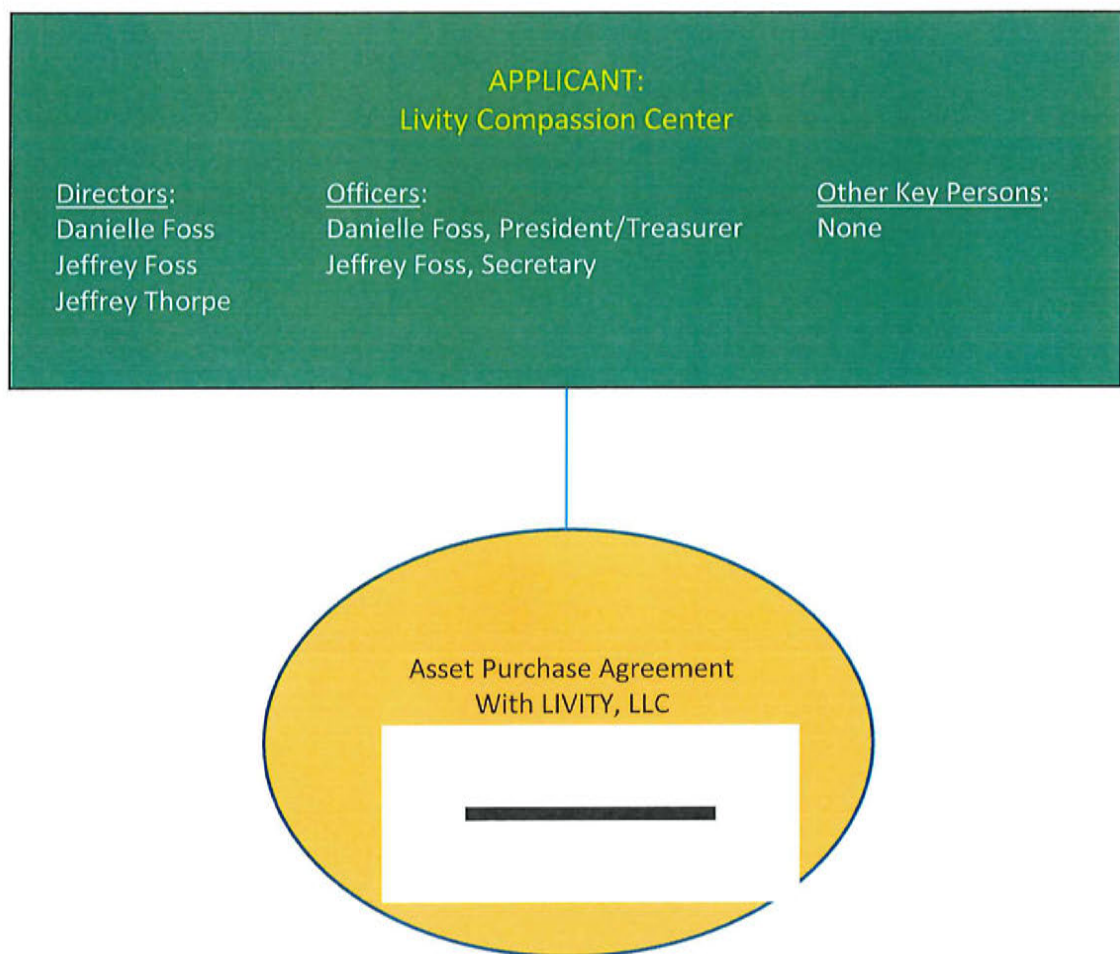 APPLICANT:
Livity Compassion Center
Directors:
Danielle Foss
Jeffrey Foss
Jeffrey Thorpe
Officers:
Danielle Foss, President/Treasurer
Jeffrey Foss, Secretary
Other Key Persons:
None
Asset Purchase Agreement
With LIVITY, LLC